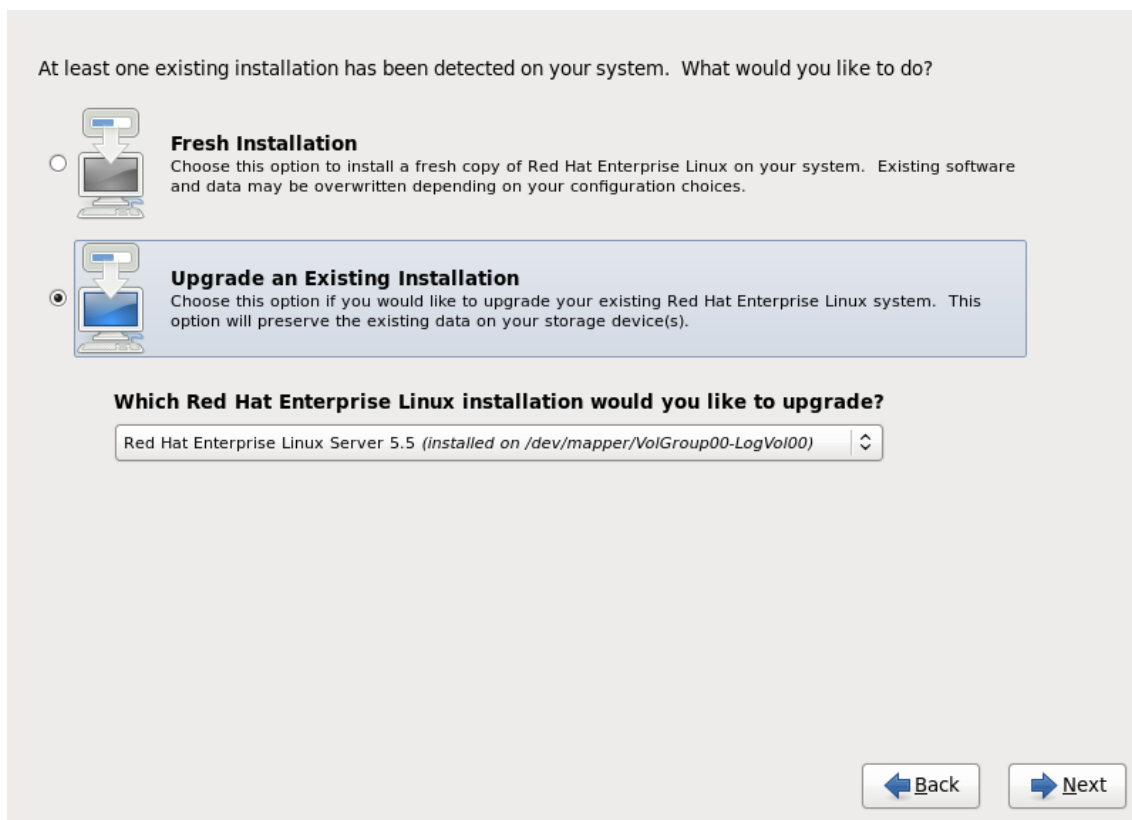 At least one existing installation has been detected on your system.  What would you like to do?
Fresh Installation
Choose this option to install a fresh copy of Red Hat Enterprise Linux on your system.  Existing software
and data may be overwritten depending on your configuration choices.
Upgrade an Existing Installation
Choose this option if you would like to upgrade your existing Red Hat Enterprise Linux system.  This
option will preserve the existing data on your storage device(s).
Which Red Hat Enterprise Linux installation would you like to upgrade?
Red Hat Enterprise Linux Server 5.5 (installed on /dev/mapper/VolGroup00-LogVol00)
Back
Next